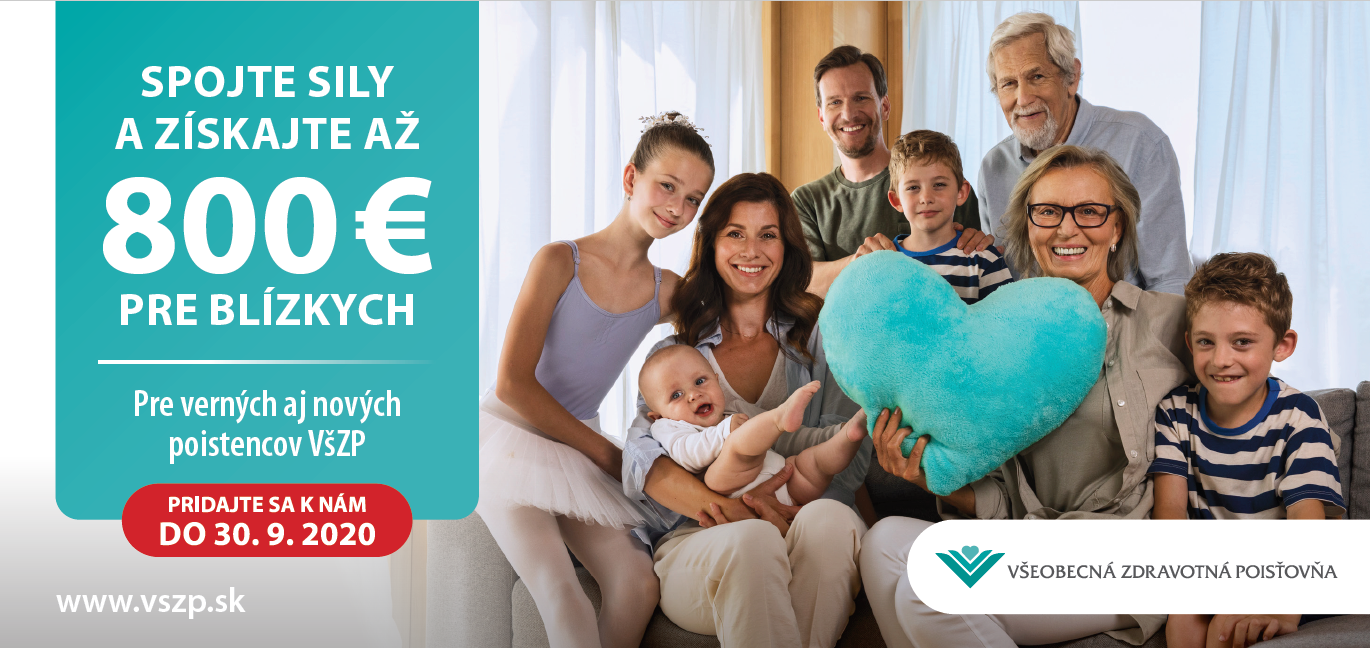 SPOJTE SILY
A ZÍSKAJTE AŽ
800 €
PRE BLÍZKYCH
Pre verných aj nových
poistencov VšZP
PRIDAJTE SA K NÁM
DO 30. 9. 2020
www.vszp.sk
VŠEOBECNÁ ZDRAVOTNÁ POISŤOVŇA